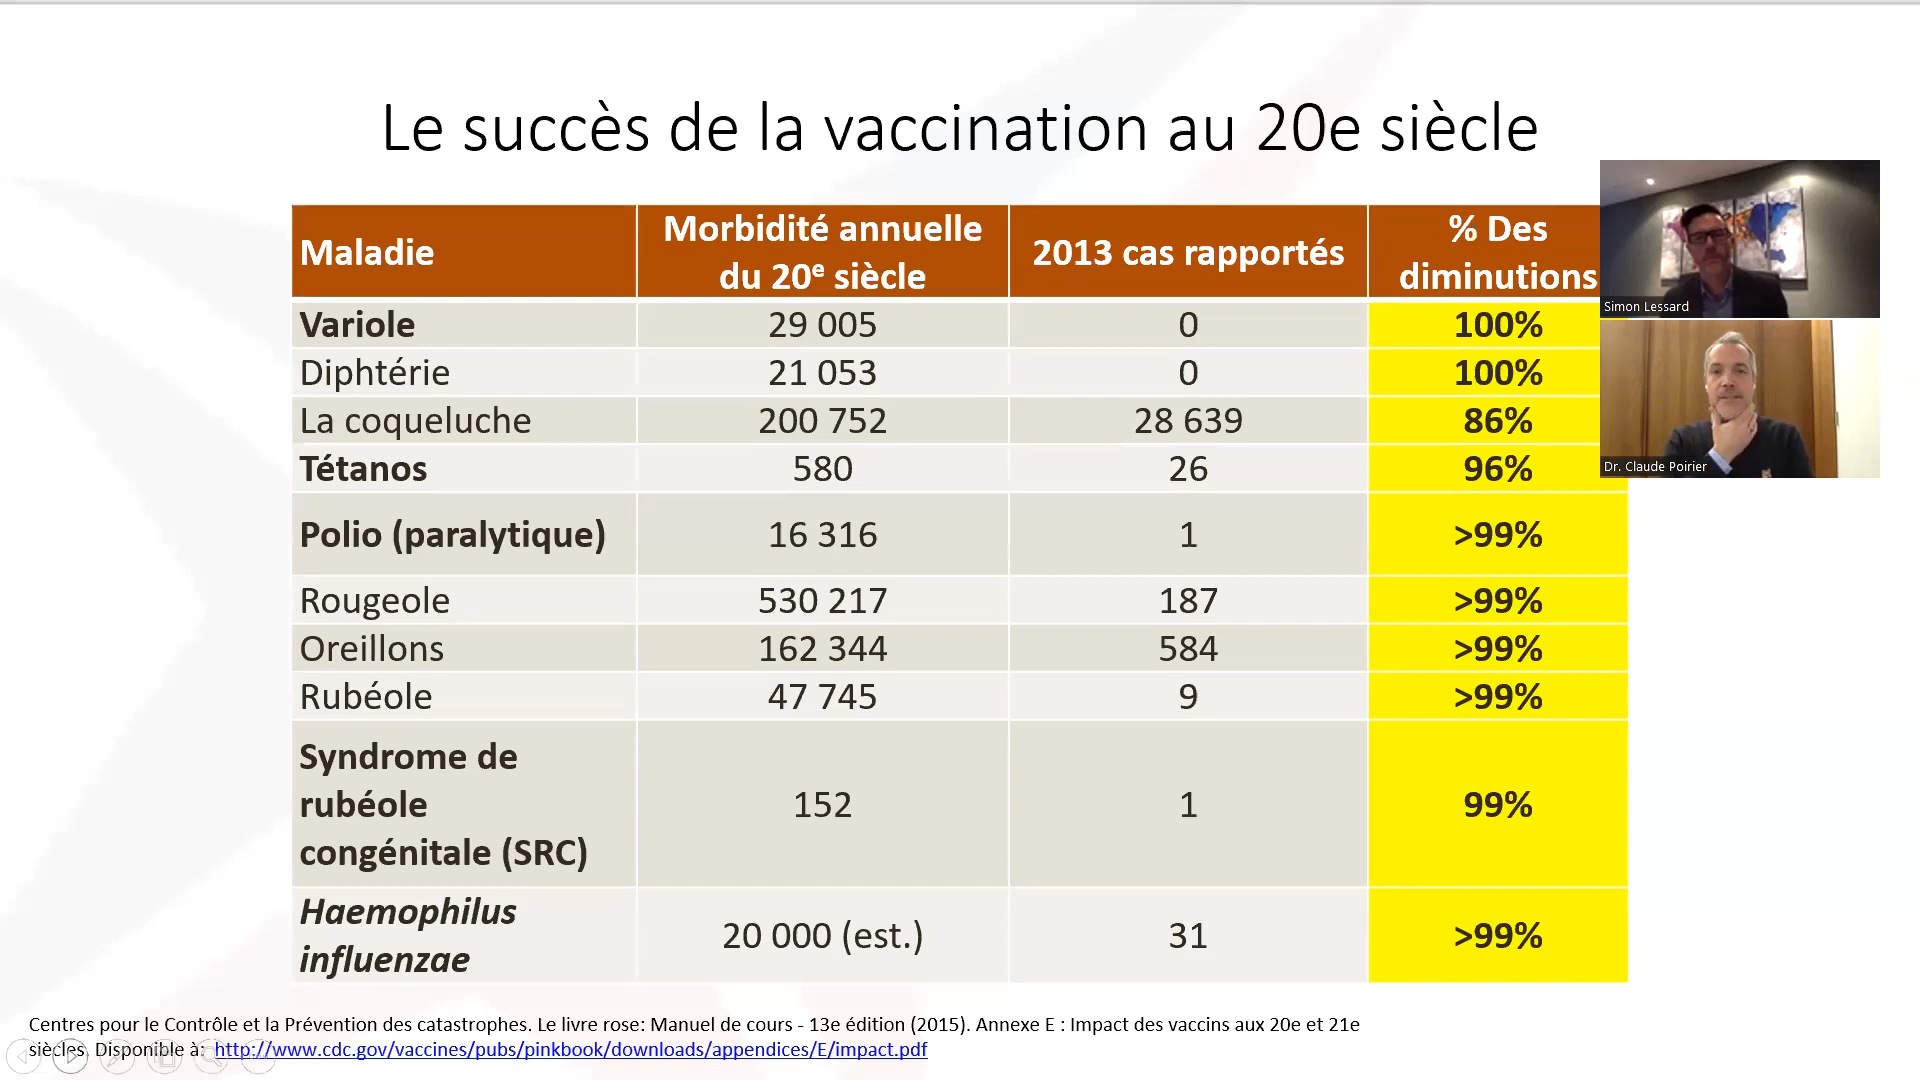 Le succès de la vaccination au 20e siècle
Maladie
Morbidité annuelle
du 20e siècle
2013 cas rapportés
% Des
diminutions
Variole 29 005 0 100%
Diphtérie 21 053 0 100%
La coqueluche 200 752 28 639 86%
Tétanos 580 26 96%
Polio (paralytique) 16 316 1 >99%
Rougeole 530 217 187 >99%
Oreillons 162 344 584 >99%
Rubéole 47 745 9 >99%
Syndrome de
rubéole
congénitale (SRC)
152 1 99%
Haemophilus
influenzae
20 000 (est.) 31 >99%
Simon Lessard
Dr. Claude Poirier
Centres pour le Contrôle et la Prévention des catastrophes. Le livre rose: Manuel de cours - 13e édition (2015). Annexe E : Impact des vaccins aux 20e et 21e
siècles. Disponible à: http://www.cdc.gov/vaccines/pubs/pinkbook/downloads/appendices/E/impact.pdf